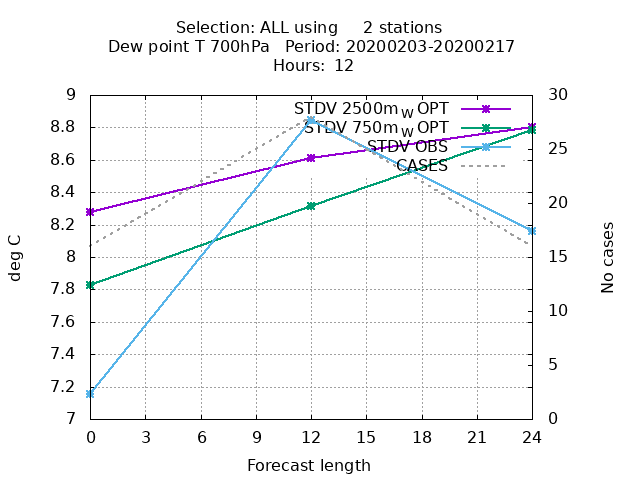 Selection: ALL using 2 stations
Dew point T 700hPa Period: 20200203-20200217
Hours: 12
STDV 2500m W OPT
STDV 750m W OPT
STDV OBS
CASES
9
8.8
8.6
8.4
8.2
8
7.8
7.6
7.4
7.2
7
30
25
20
15
10
5
0
deg C
No cases
0 3 6 9 12 15 18 21 24
Forecast length